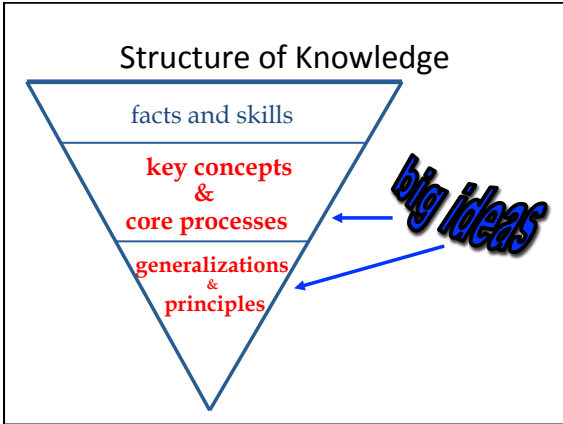 Structure of Knowledge
facts and skills
key concepts
&
core processes
big ideas
generalizations
&
principles